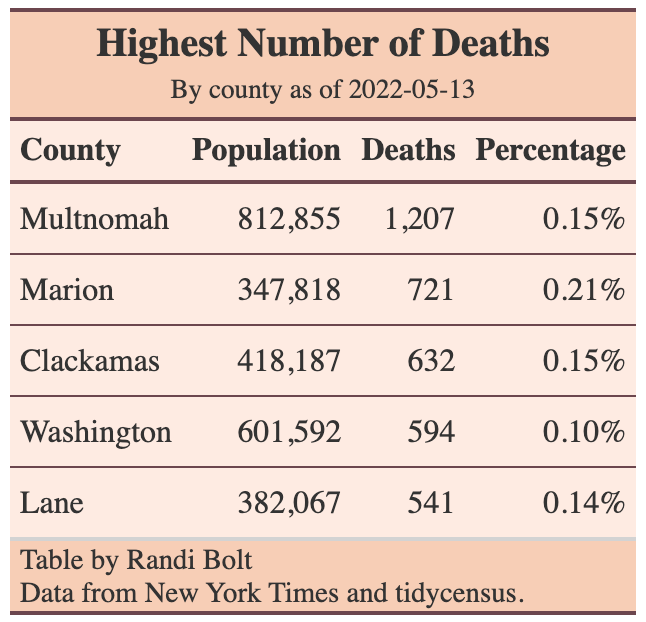 Highest Number of Deaths
By county as of 2022-05-13
County Population Deaths Percentage
Multnomah 812,855 1,207 0.15%
Marion 347,818 721 0.21%
Clackamas 418,187 632 0.15%
Washington 601,592 594 0.10%
Lane 382,067 541 0.14%
Table by Randi Bolt
Data from New York Times and tidycensus.